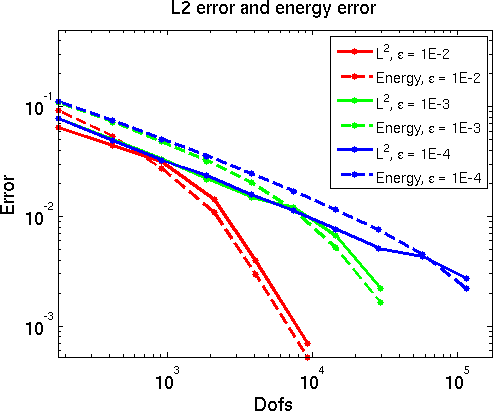 L2 error and energy error
L², ε = 1E-2
Energy, ε = 1E-2
L², ε = 1E-3
Energy, ε = 1E-3
L², ε = 1E-4
Energy, ε = 1E-4
10⁻¹
10⁻²
10⁻³
Error
10³
10⁴
10⁵
Dofs